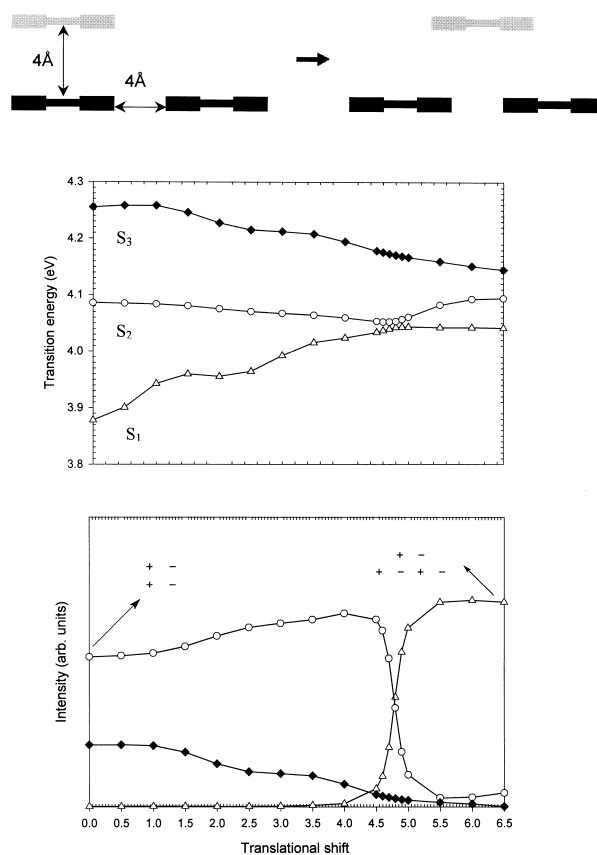 4Å
4Å
4.3
4.2
4.1
4.0
3.9
3.8
Transition energy (eV)
S3
S2
S1
+ -
+ -
+ -
+ - + -
Intensity (arb. units)
0.0 0.5 1.0 1.5 2.0 2.5 3.0 3.5 4.0 4.5 5.0 5.5 6.0 6.5
Translational shift